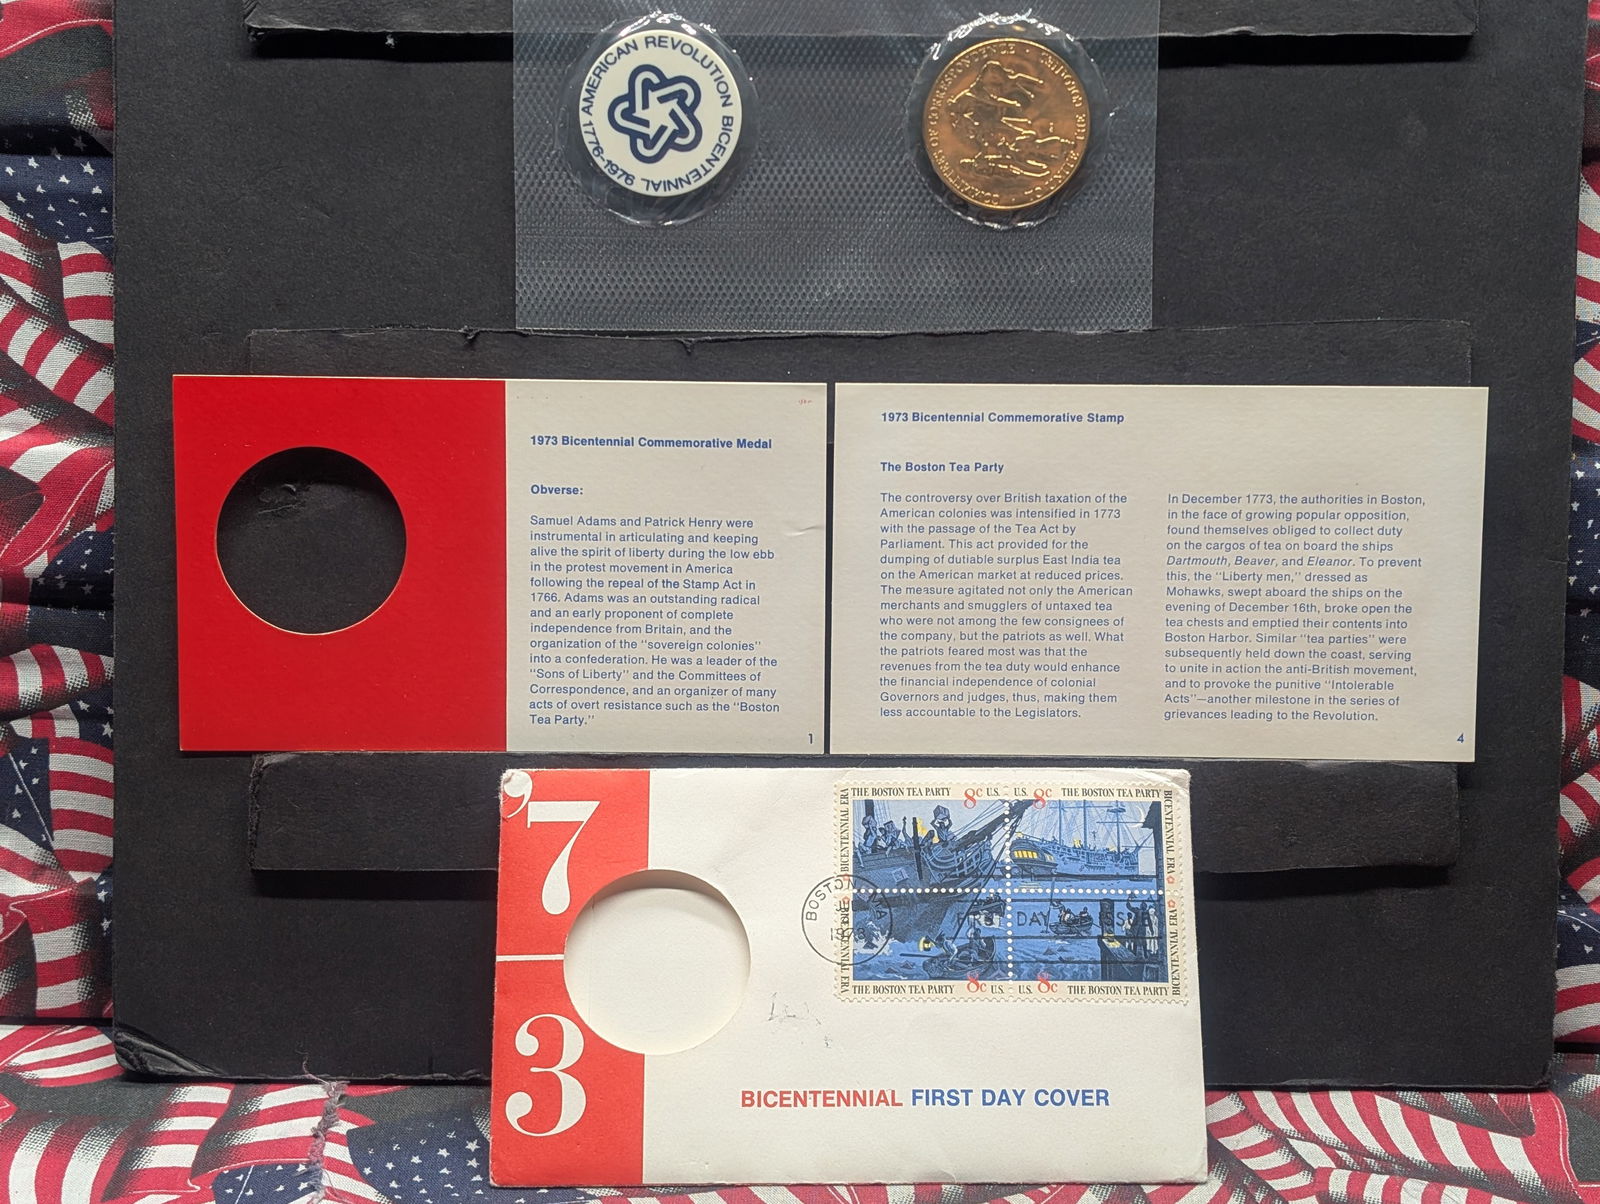 AMERICAN REVOLUTION BICENTENNIAL
1776-1976
COMMITTEES OF CORRESPONDENCE
1973 Bicentennial Commemorative Medal
Obverse:
Samuel Adams and Patrick Henry were
instrumental in articulating and keeping
alive the spirit of liberty during the low ebb
in the protest movement in America
following the repeal of the Stamp Act in
1766. Adams was an outstanding radical
and an early proponent of complete
independence from Britain, and the
organization of the "sovereign colonies"
into a confederation. He was a leader of the
"Sons of Liberty" and the Committees of
Correspondence, and an organizer of many
acts of overt resistance such as the "Boston
Tea Party."
1
1973 Bicentennial Commemorative Stamp
The Boston Tea Party
The controversy over British taxation of the
American colonies was intensified in 1773
with the passage of the Tea Act by
Parliament. This act provided for the
dumping of dutiable surplus East India tea
on the American market at reduced prices.
The measure agitated not only the American
merchants and smugglers of untaxed tea
who were not among the few consignees of
the company, but the patriots as well. What
the patriots feared most was that the
revenues from the tea duty would enhance
the financial independence of colonial
Governors and judges, thus, making them
less accountable to the Legislators.
In December 1773, the authorities in Boston,
in the face of growing popular opposition,
found themselves obliged to collect duty
on the cargos of tea on board the ships
Dartmouth, Beaver, and Eleanor. To prevent
this, the "Liberty men," dressed as
Mohawks, swept aboard the ships on the
evening of December 16th, broke open the
tea chests and emptied their contents into
Boston Harbor. Similar "tea parties" were
subsequently held down the coast, serving
to unite in action the anti-British movement,
and to provoke the punitive "Intolerable
Acts"—another milestone in the series of
grievances leading to the Revolution.
4
'7
3
THE BOSTON TEA PARTY 8c U.S.
BICENTENNIAL ERA
U.S. 8c THE BOSTON TEA PARTY
BICENTENNIAL ERA
BOSTON MA
1973
FIRST DAY OF ISSUE
BICENTENNIAL ERA
THE BOSTON TEA PARTY 8c U.S.
U.S. 8c THE BOSTON TEA PARTY
BICENTENNIAL ERA
BICENTENNIAL FIRST DAY COVER